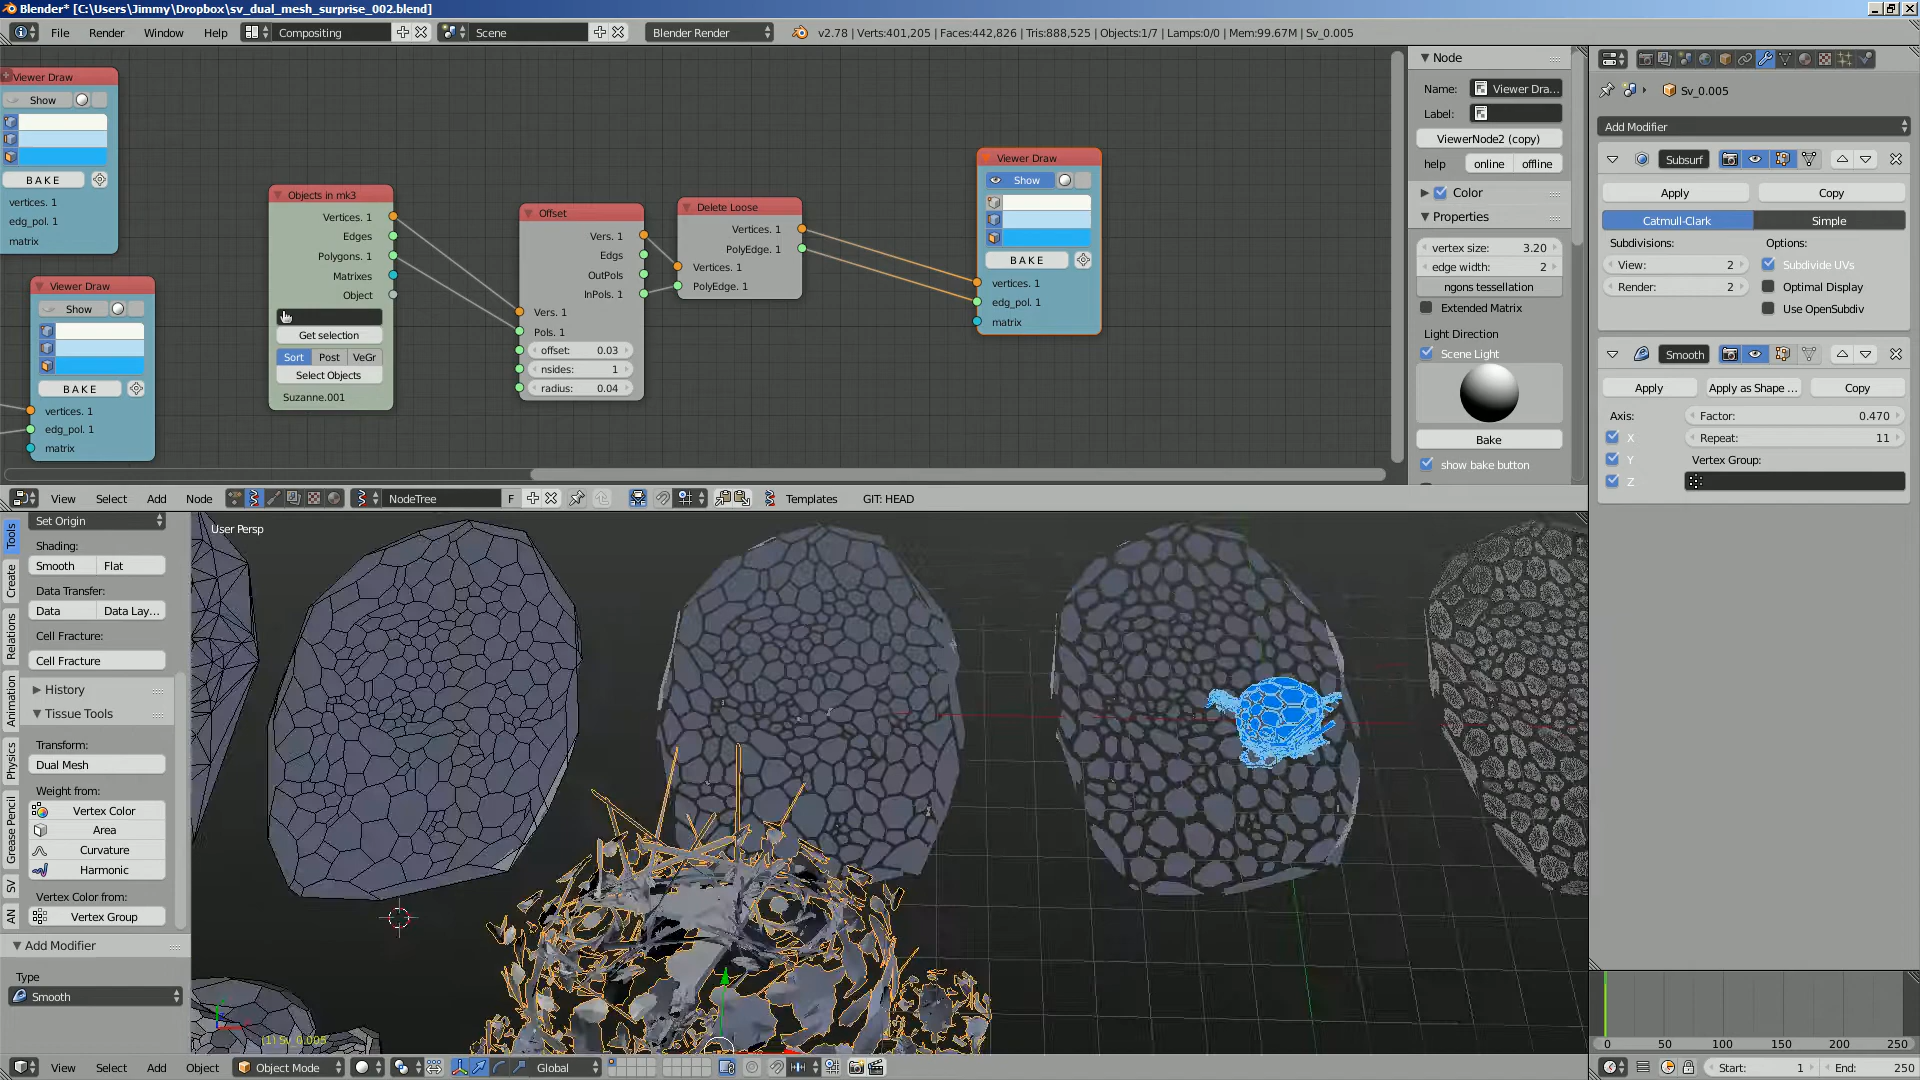 Blender* [C:\Users\Jimmy\Dropbox\sv_dual_mesh_surprise_002.blend]
File Render Window Help Compositing Scene Blender Render v2.78 | Verts:401,205 | Faces:442,826 | Tris:888,525 | Objects:1/7 | Lamps:0/0 | Mem:99.67M | Sv_0.005
Viewer Draw
Show
BAKE
vertices. 1
edg_pol. 1
matrix
Viewer Draw
Show
BAKE
vertices. 1
edg_pol. 1
matrix
Objects in mk3
Vertices. 1
Edges
Polygons. 1
Matrixes
Object
Get selection
Sort Post VeGr
Select Objects
Suzanne.001
Offset
Vers. 1
Edgs
OutPols
InPols. 1
Vers. 1
Pols. 1
offset: 0.03
nsides: 1
radius: 0.04
Delete Loose
Vertices. 1
PolyEdge. 1
Vertices. 1
PolyEdge. 1
Viewer Draw
Show
BAKE
vertices. 1
edg_pol. 1
matrix
Node
Name: Viewer Dra...
Label:
ViewerNode2 (copy)
help online offline
Color
Properties
vertex size: 3.20
edge width: 2
ngons tessellation
Extended Matrix
Light Direction
Scene Light
Bake
show bake button
Sv_0.005
Add Modifier
Subsurf
Apply Copy
Catmull-Clark Simple
Subdivisions: Options:
View: 2 Subdivide UVs
Render: 2 Optimal Display
Use OpenSubdiv
Smooth
Apply Apply as Shape ... Copy
Axis: Factor: 0.470
X Repeat: 11
Y Vertex Group:
Z
View Select Add Node NodeTree F Templates GIT: HEAD
Tools
Create
Relations
Animation
Physics
Grease Pencil
SV
AN
Set Origin
Shading:
Smooth Flat
Data Transfer:
Data Data Lay...
Cell Fracture:
Cell Fracture
History
Tissue Tools
Transform:
Dual Mesh
Weight from:
Vertex Color
Area
Curvature
Harmonic
Vertex Color from:
Vertex Group
Add Modifier
Type
Smooth
User Persp
(1) Sv_0.005
View Select Add Object Object Mode Global
0 50 100 150 200 250
Start: 1 End: 250